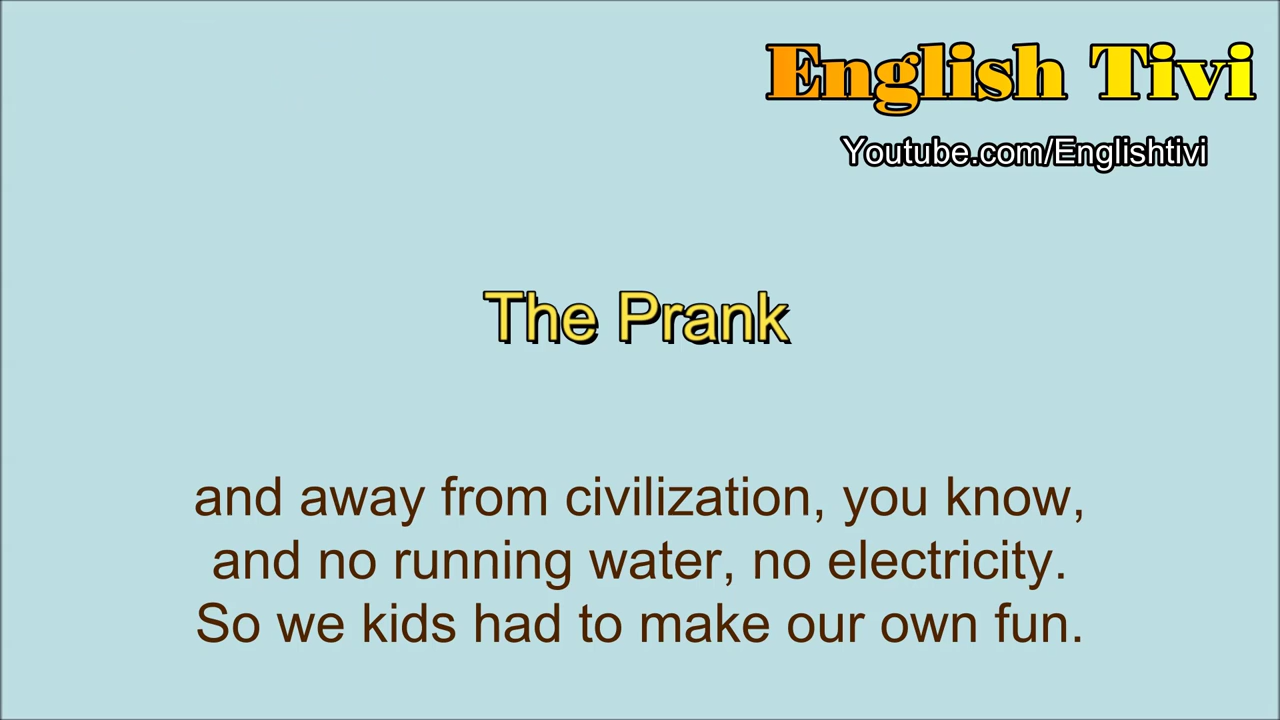 English Tivi
Youtube.com/Englishtivi
The Prank
and away from civilization, you know,
and no running water, no electricity.
So we kids had to make our own fun.